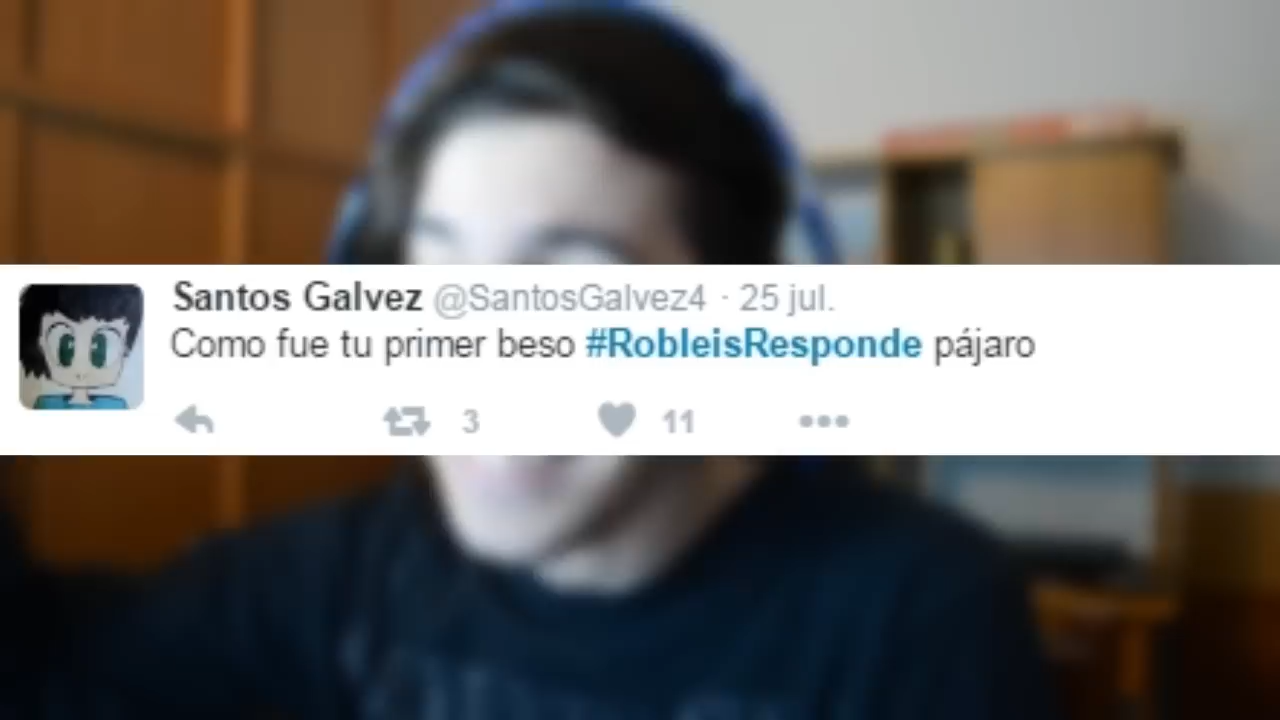 Santos Galvez @SantosGalvez4 · 25 jul.
Como fue tu primer beso #RobleisResponde pájaro
3 11